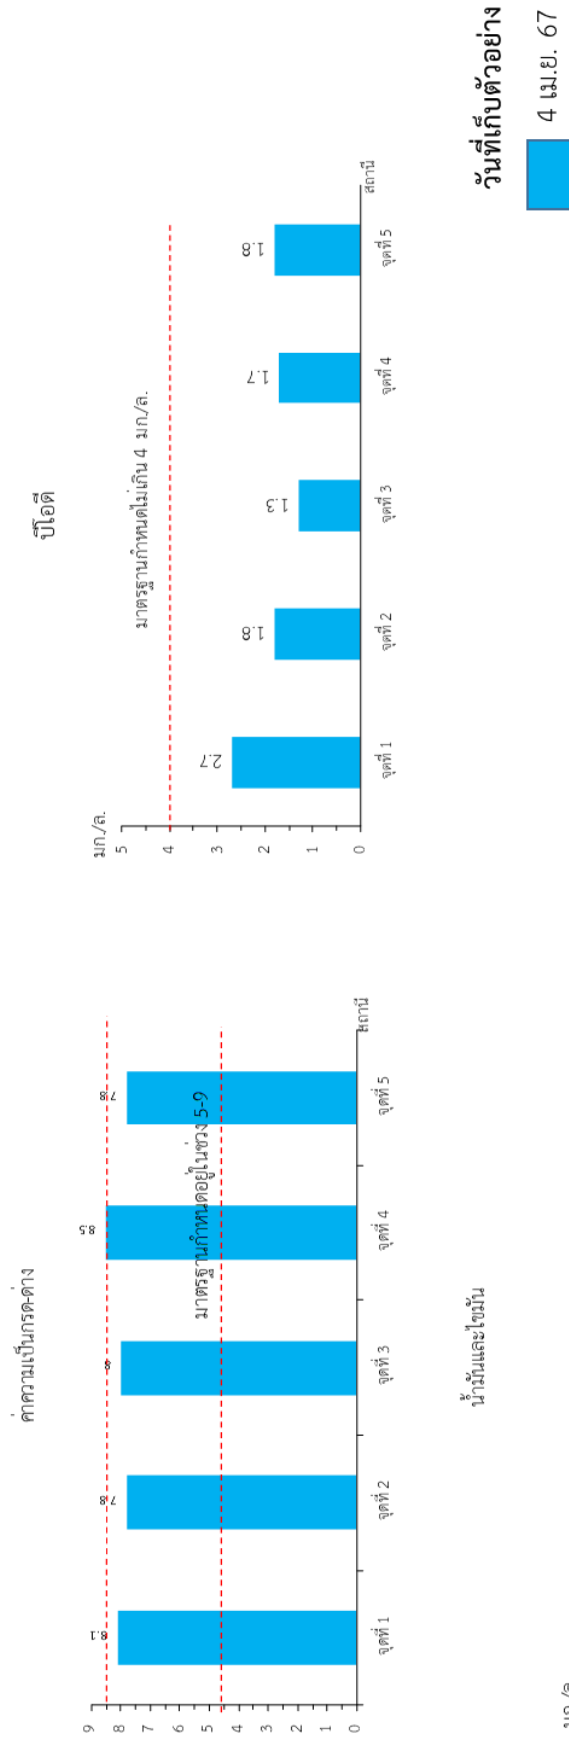 ค่าความเป็นกรด-ด่าง
9
8
7
6
5
4
3
2
1
0
8.1
7.8
8
8.5
7.8
มาตรฐานกำหนดอยู่ในช่วง 5-9
จุดที่ 1
จุดที่ 2
จุดที่ 3
จุดที่ 4
จุดที่ 5
สถานี
บีโอดี
มก./ล.
5
4
3
2
1
0
มาตรฐานกำหนดไม่เกิน 4 มก./ล.
2.7
1.8
1.3
1.7
1.8
จุดที่ 1
จุดที่ 2
จุดที่ 3
จุดที่ 4
จุดที่ 5
สถานี
น้ำมันและไขมัน
วันที่เก็บตัวอย่าง
4 เม.ย. 67